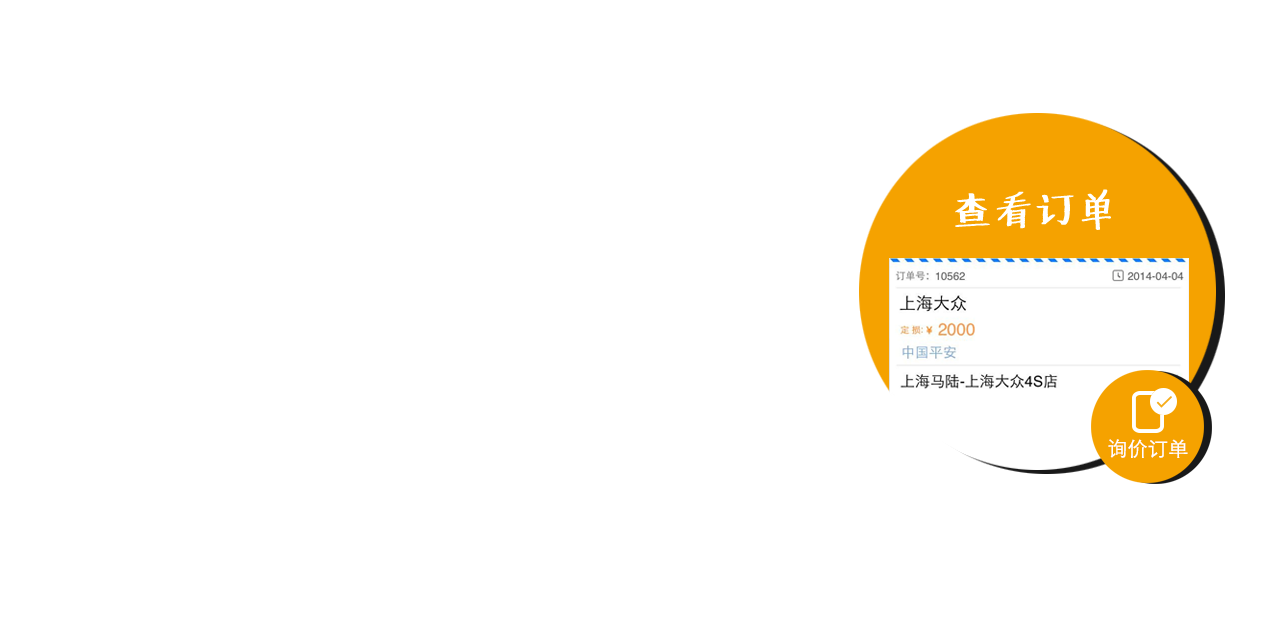 查看订单
订单号：10562 2014-04-04
上海大众
定损:¥ 2000
中国平安
上海马陆-上海大众4S店
询价订单